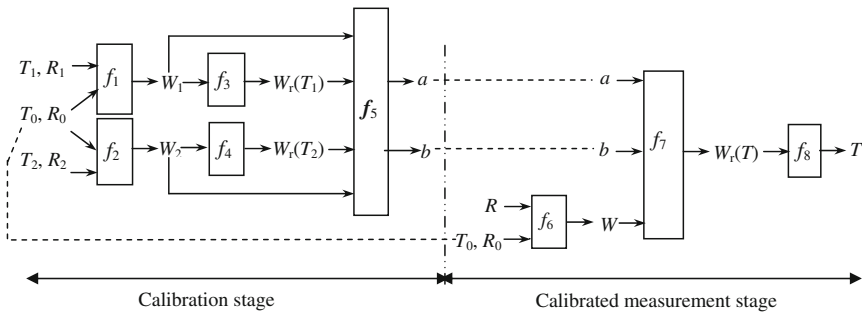 T₁, R₁
f₁
W₁
f₃
Wᵣ(T₁)
f₅
a
a
T₀, R₀
T₂, R₂
f₂
W₂
f₄
Wᵣ(T₂)
b
b
f₇
Wᵣ(T)
f₈
T
R
f₆
W
T₀, R₀
Calibration stage
Calibrated measurement stage